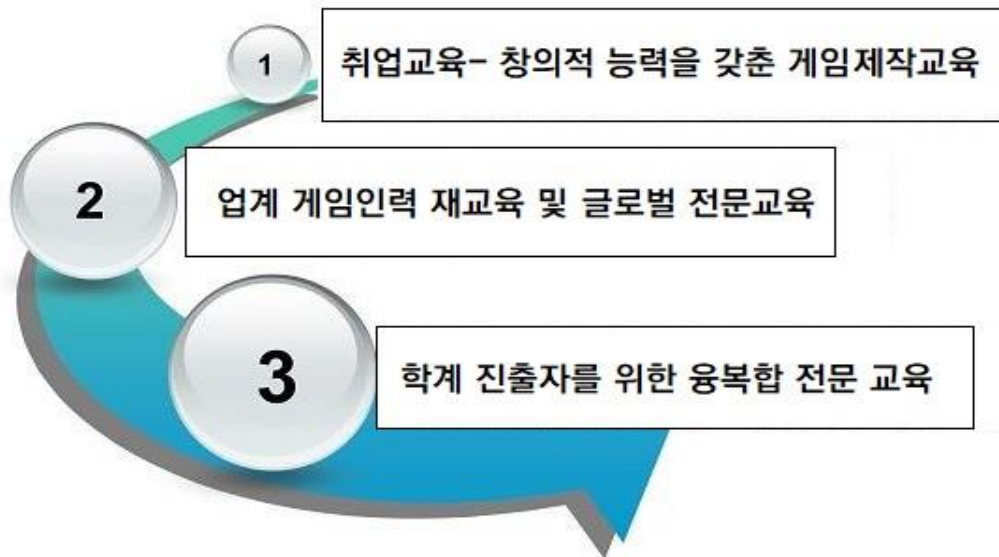 1
취업교육- 창의적 능력을 갖춘 게임제작교육
2
업계 게임인력 재교육 및 글로벌 전문교육
3
학계 진출자를 위한 융복합 전문 교육